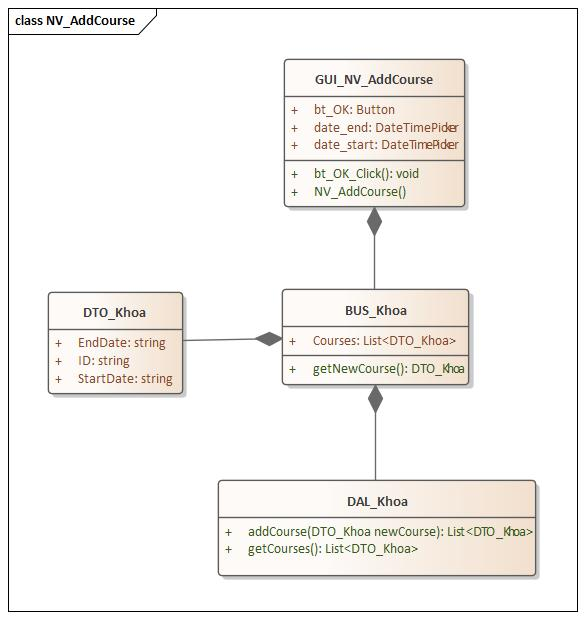 class NV_AddCourse
GUI_NV_AddCourse
+ bt_OK: Button
+ date_end: DateTimePicker
+ date_start: DateTimePicker
+ bt_OK_Click(): void
+ NV_AddCourse()
DTO_Khoa
+ EndDate: string
+ ID: string
+ StartDate: string
BUS_Khoa
+ Courses: List<DTO_Khoa>
+ getNewCourse(): DTO_Khoa
DAL_Khoa
+ addCourse(DTO_Khoa newCourse): List<DTO_Khoa>
+ getCourses(): List<DTO_Khoa>